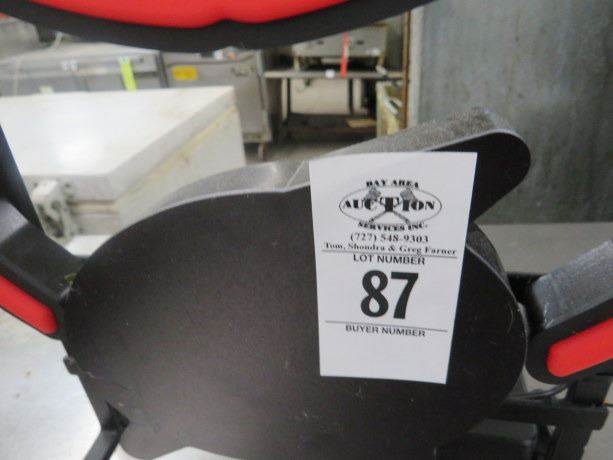 BAY AREA
AUCTION
SERVICES INC.
(727) 548-9303
Tom, Shondra & Greg Farner
LOT NUMBER
87
BUYER NUMBER